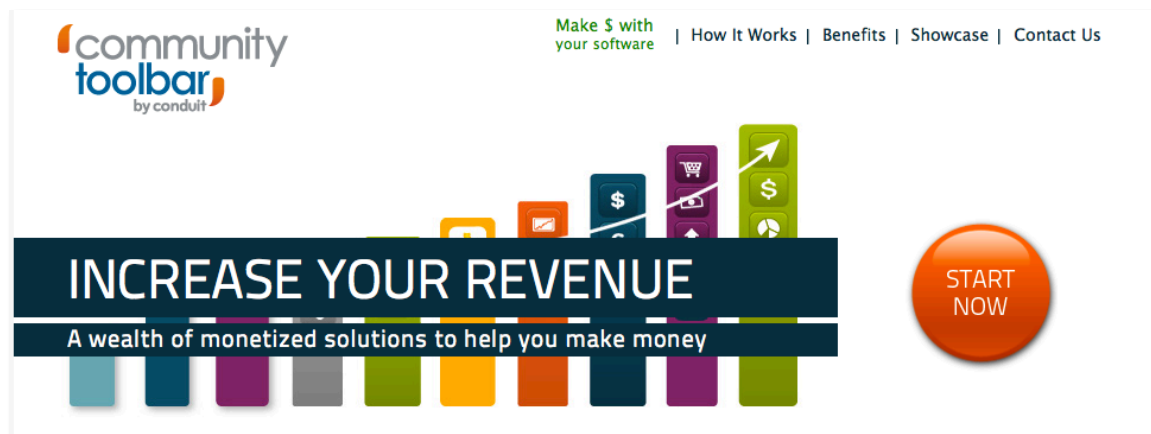 community
toolbar
by conduit
Make $ with
your software
| How It Works | Benefits | Showcase | Contact Us
$
$
INCREASE YOUR REVENUE
A wealth of monetized solutions to help you make money
START
NOW